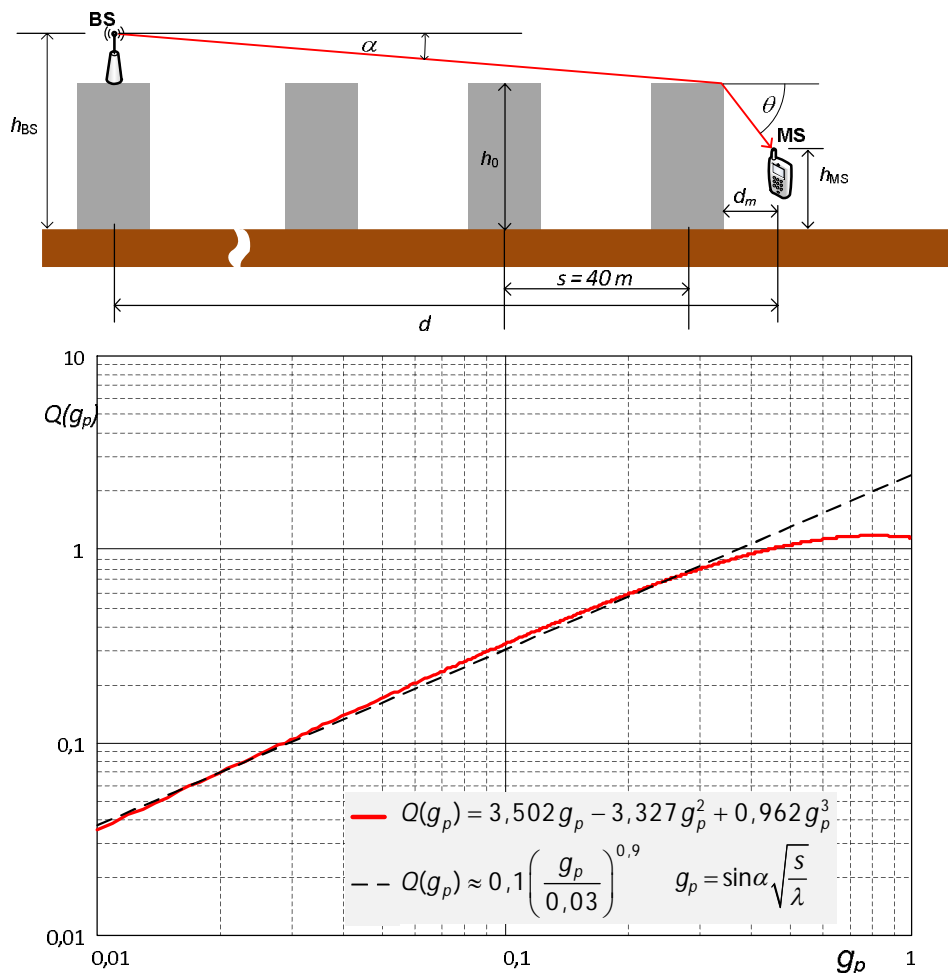 BS
α
h_BS
h_0
θ
MS
h_MS
d_m
s = 40 m
d
10
Q(g_p)
1
0,1
Q(g_p) = 3,502 g_p − 3,327 g_p^2 + 0,962 g_p^3
Q(g_p) ≈ 0,1 (g_p / 0,03)^0,9    g_p = sinα √(s/λ)
0,01
0,01 0,1 g_p 1